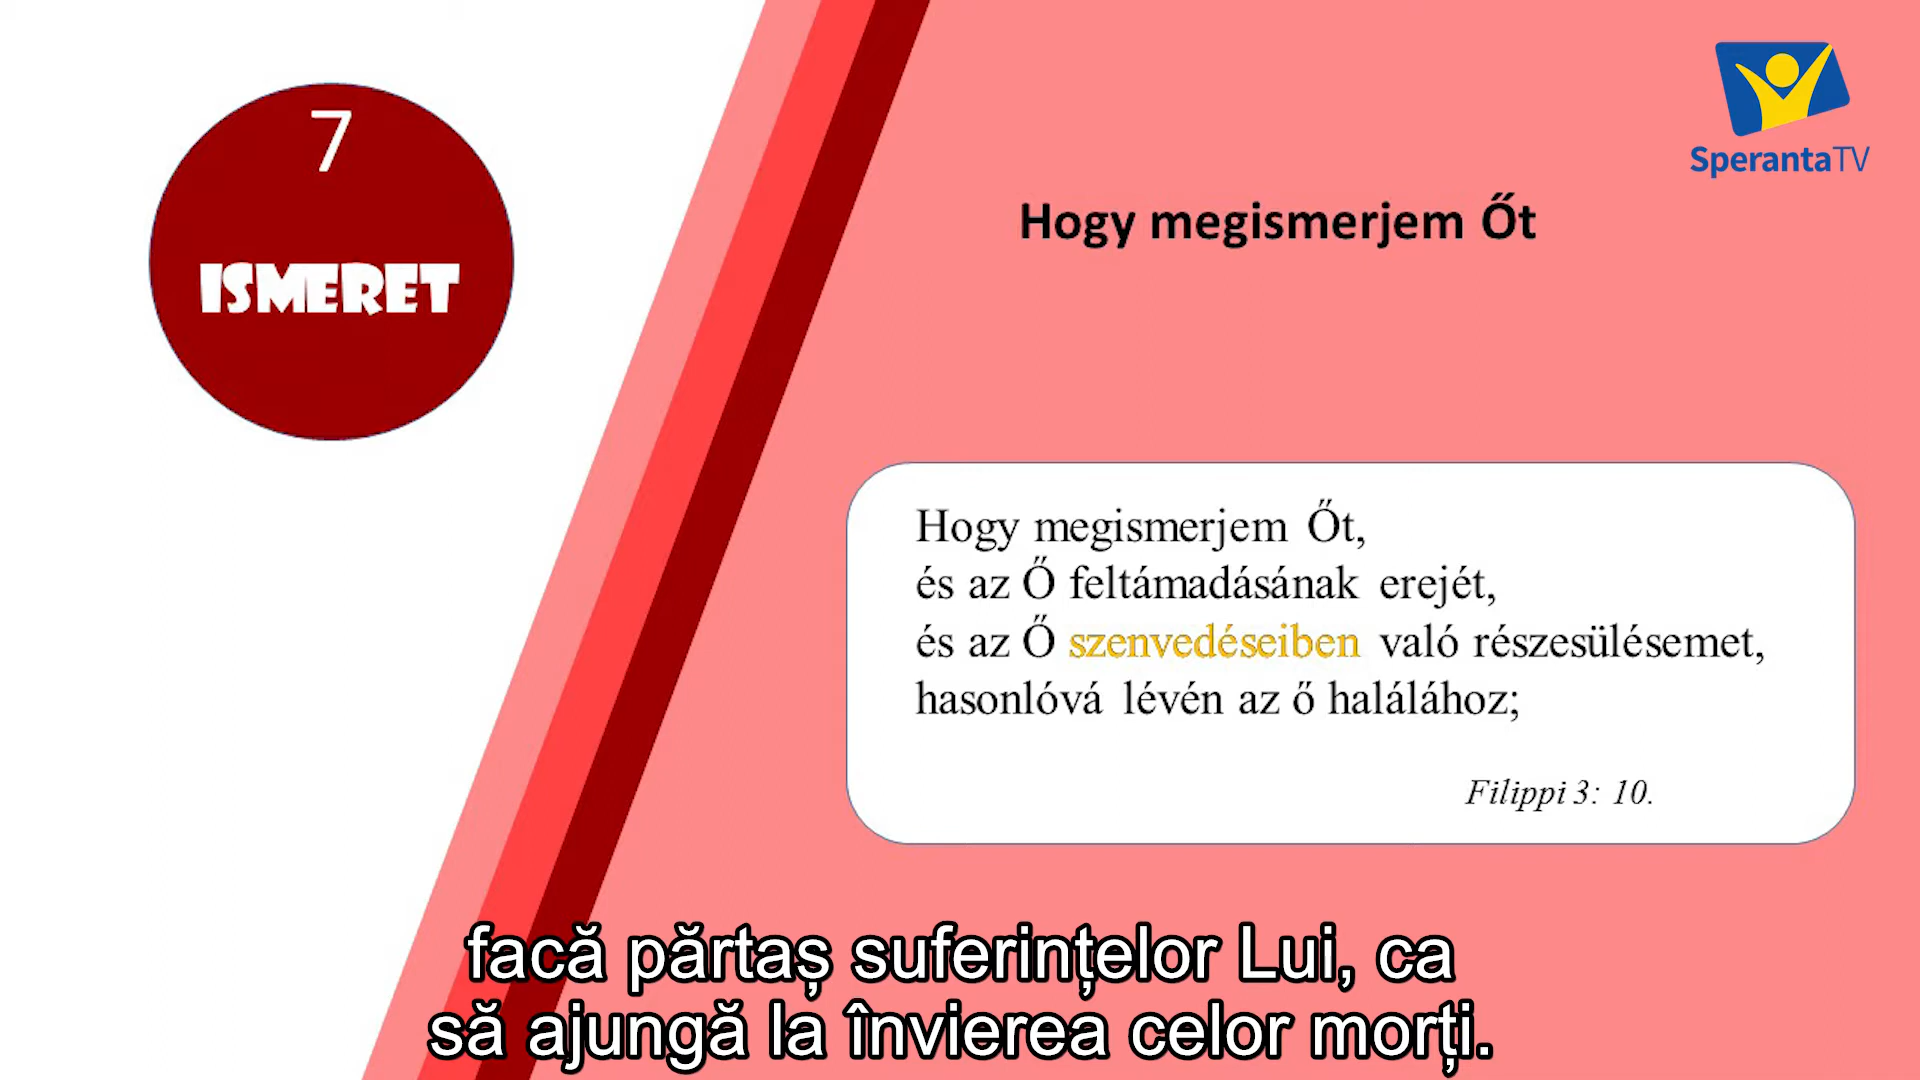 7
ISMERET
SperantaTV
Hogy megismerjem Őt
Hogy megismerjem Őt,
és az Ő feltámadásának erejét,
és az Ő szenvedéseiben való részesülésemet,
hasonlóvá lévén az ő halálához;
Filippi 3: 10.
facă părtaș suferințelor Lui, ca
să ajungă la învierea celor morți.